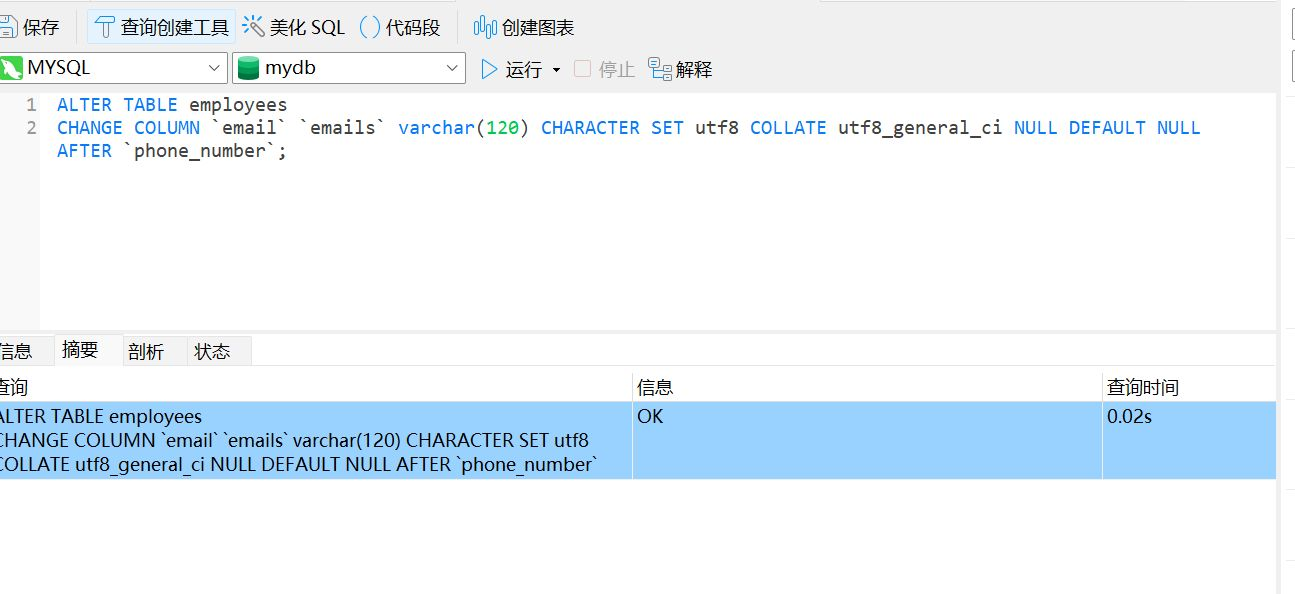 保存 查询创建工具 美化 SQL () 代码段 创建图表
MYSQL mydb 运行 停止 解释
1 ALTER TABLE employees
2 CHANGE COLUMN `email` `emails` varchar(120) CHARACTER SET utf8 COLLATE utf8_general_ci NULL DEFAULT NULL
AFTER `phone_number`;
信息 摘要 剖析 状态
查询 信息 查询时间
ALTER TABLE employees OK 0.02s
CHANGE COLUMN `email` `emails` varchar(120) CHARACTER SET utf8
COLLATE utf8_general_ci NULL DEFAULT NULL AFTER `phone_number`